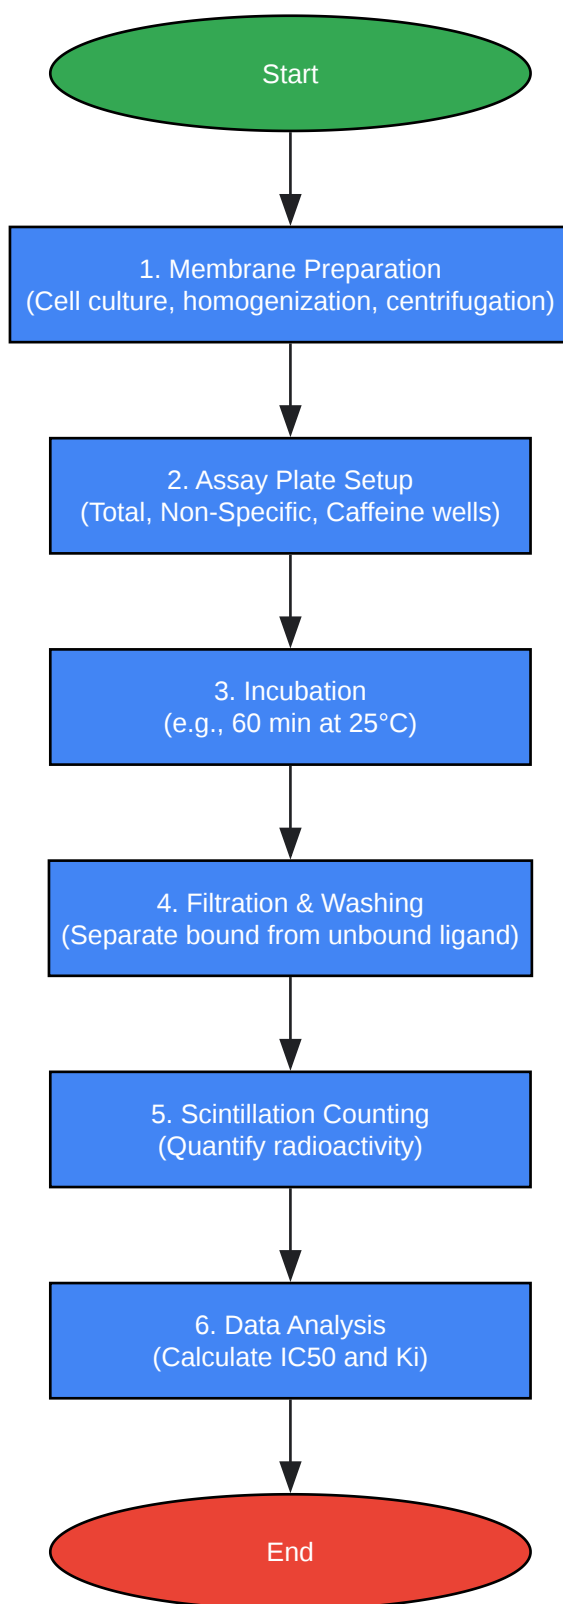 Start
1. Membrane Preparation
(Cell culture, homogenization, centrifugation)
2. Assay Plate Setup
(Total, Non-Specific, Caffeine wells)
3. Incubation
(e.g., 60 min at 25°C)
4. Filtration & Washing
(Separate bound from unbound ligand)
5. Scintillation Counting
(Quantify radioactivity)
6. Data Analysis
(Calculate IC50 and Ki)
End